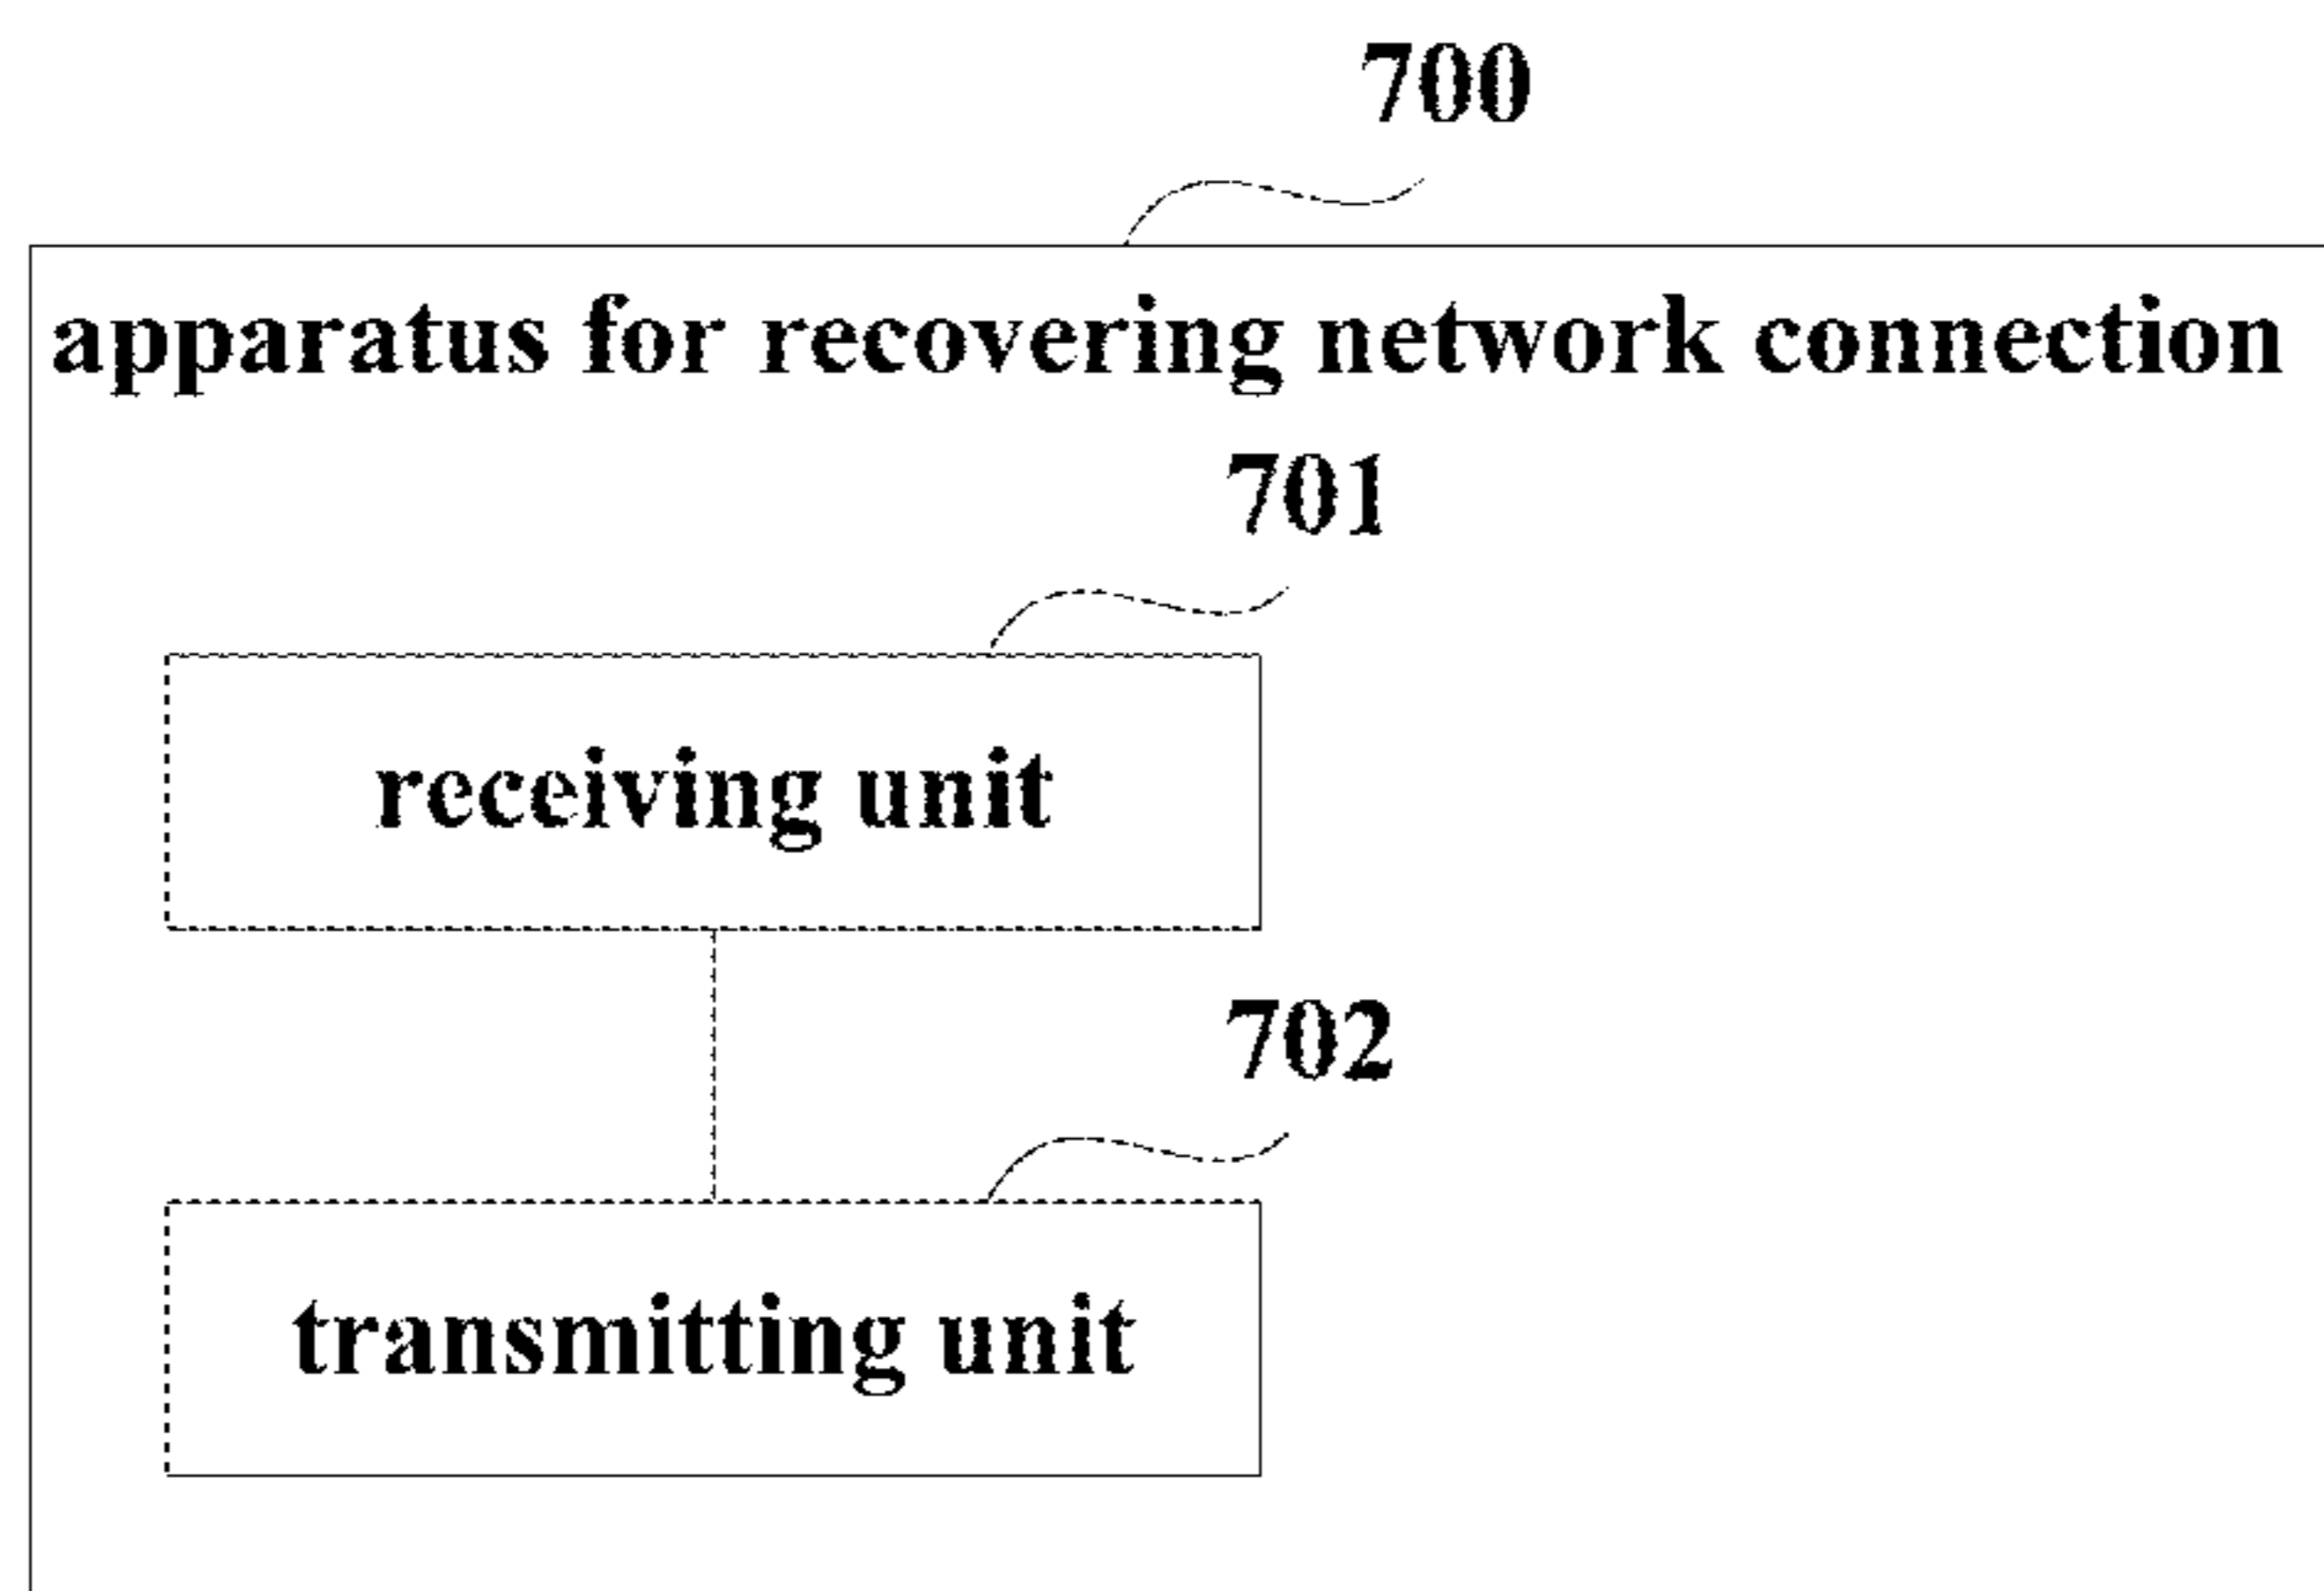 700
apparatus for recovering network connection
701
receiving unit
702
transmitting unit